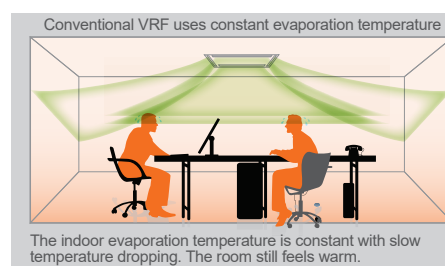 Conventional VRF uses constant evaporation temperature
The indoor evaporation temperature is constant with slow
temperature dropping. The room still feels warm.